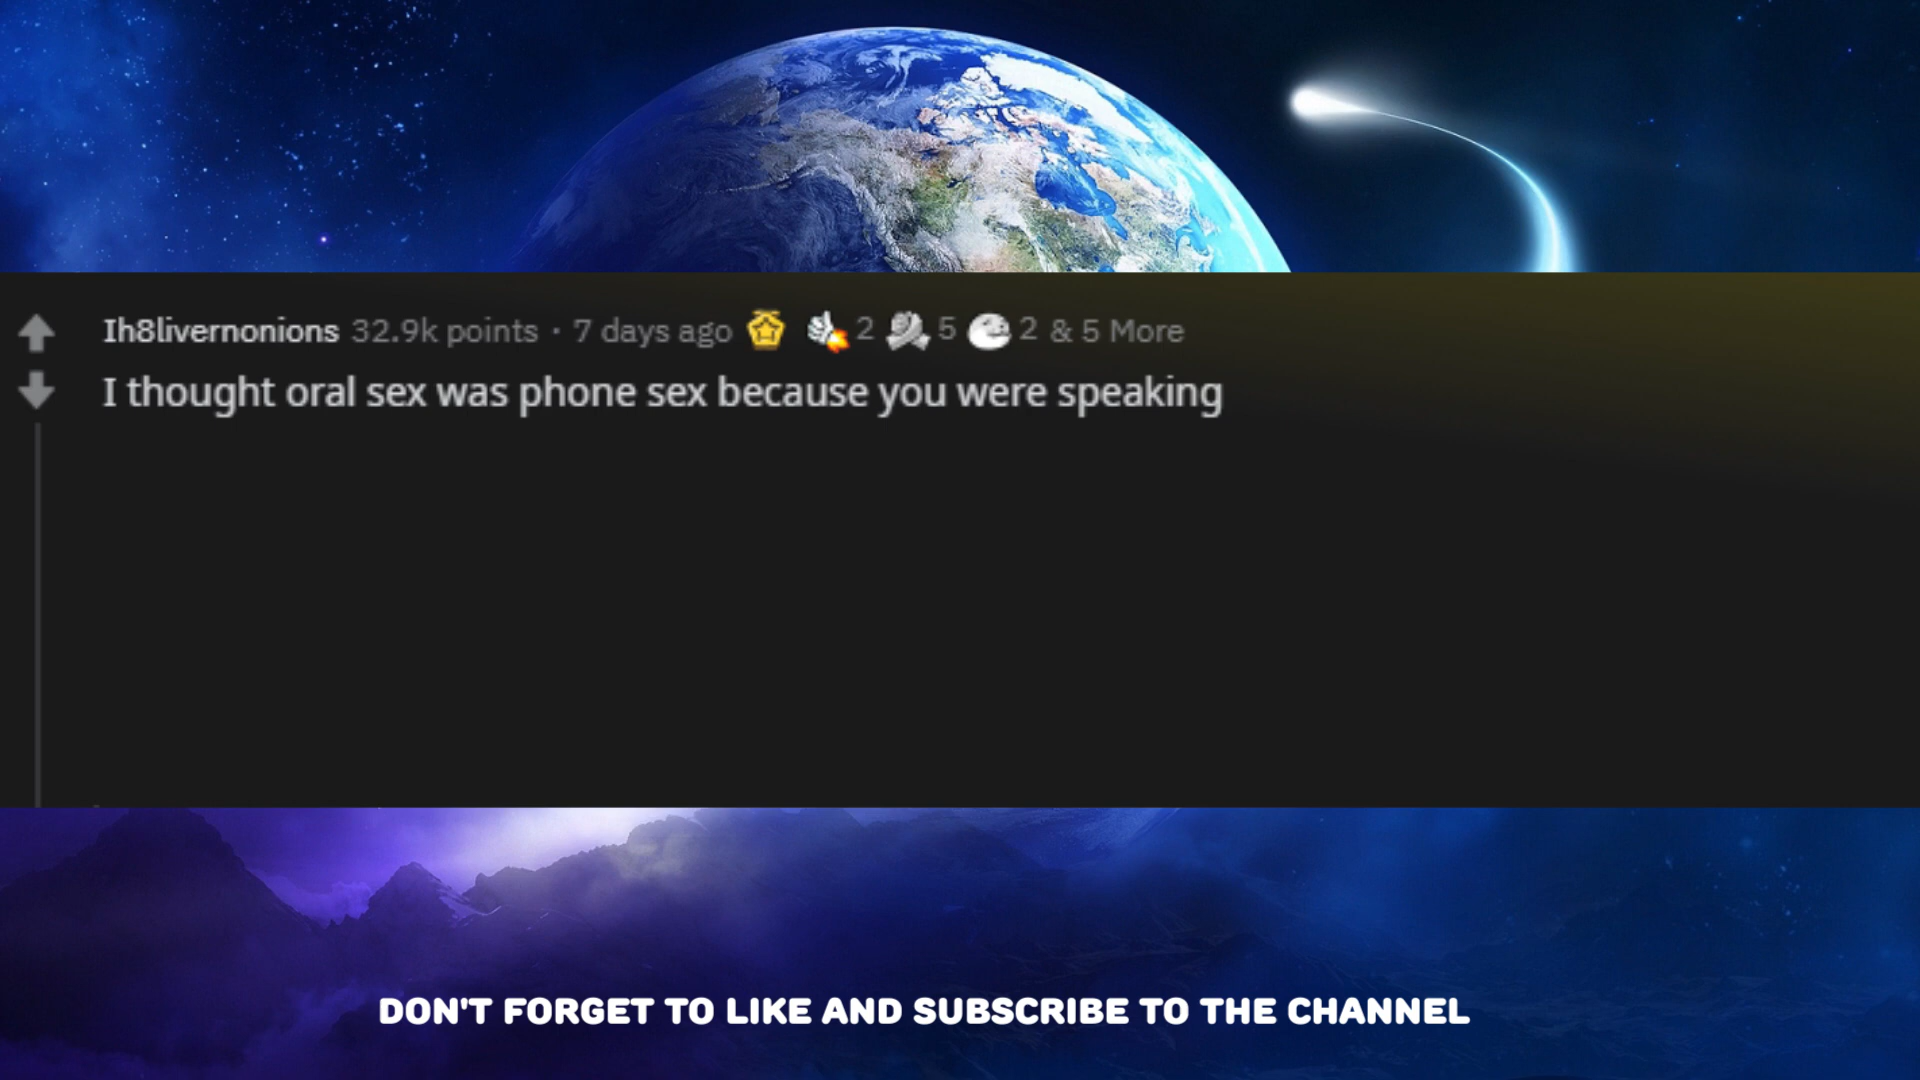 Ih8livernonions 32.9k points · 7 days ago 2 5 2 & 5 More
I thought oral sex was phone sex because you were speaking
DON'T FORGET TO LIKE AND SUBSCRIBE TO THE CHANNEL